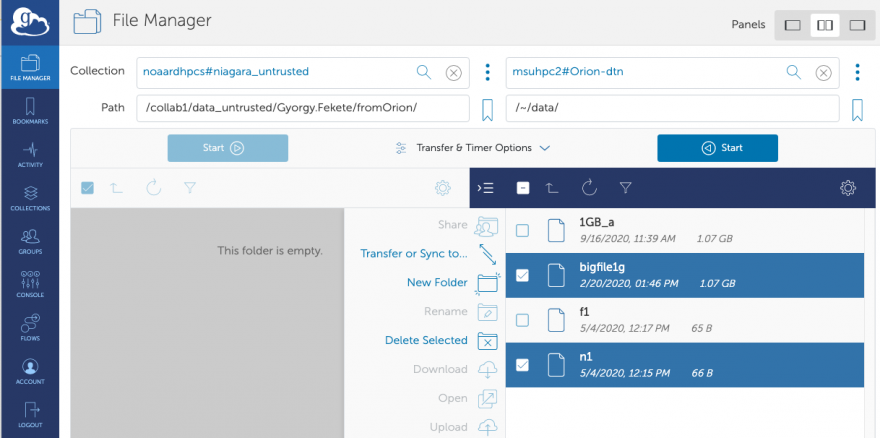 File Manager
Panels
FILE MANAGER
BOOKMARKS
ACTIVITY
COLLECTIONS
GROUPS
CONSOLE
FLOWS
ACCOUNT
LOGOUT
Collection noaardhpcs#niagara_untrusted msuhpc2#Orion-dtn
Path /collab1/data_untrusted/Gyorgy.Fekete/fromOrion/ /~/data/
Start Transfer & Timer Options Start
This folder is empty.
Share
Transfer or Sync to...
New Folder
Rename
Delete Selected
Download
Open
Upload
1GB_a
9/16/2020, 11:39 AM 1.07 GB
bigfile1g
2/20/2020, 01:46 PM 1.07 GB
f1
5/4/2020, 12:17 PM 65 B
n1
5/4/2020, 12:15 PM 66 B